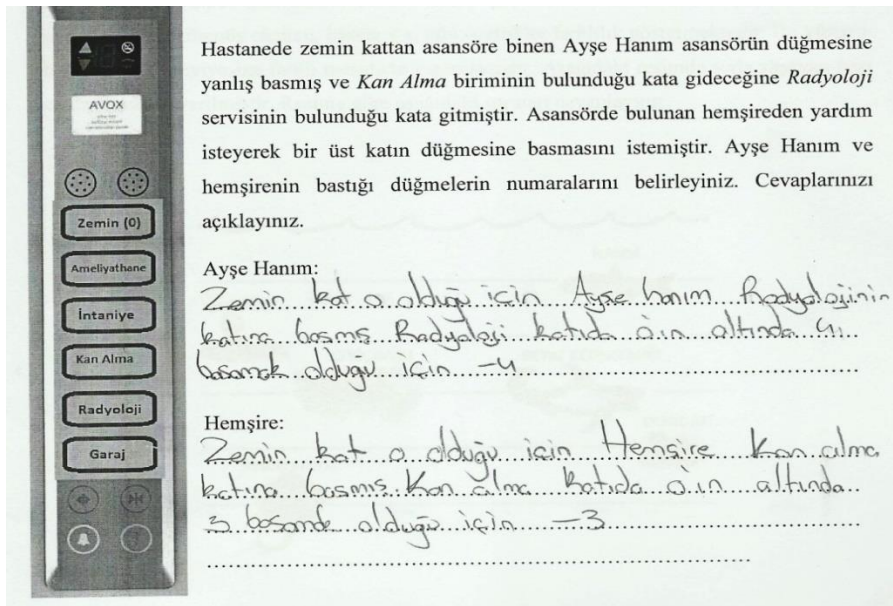 AVOX
Zemin (0)
Ameliyathane
İntaniye
Kan Alma
Radyoloji
Garaj
Hastanede zemin kattan asansöre binen Ayşe Hanım asansörün düğmesine
yanlış basmış ve Kan Alma biriminin bulunduğu kata gideceğine Radyoloji
servisinin bulunduğu kata gitmiştir. Asansörde bulunan hemşireden yardım
isteyerek bir üst katın düğmesine basmasını istemiştir. Ayşe Hanım ve
hemşirenin bastığı düğmelerin numaralarını belirleyiniz. Cevaplarınızı
açıklayınız.
Ayşe Hanım:
Zemin kat 0 olduğu için Ayşe hanım Radyolojinin
katına basmış Radyoloji katıda 0'ın altında 4.
basamak olduğu için -4
Hemşire:
Zemin kat 0 olduğu için Hemşire Kan alma
katına basmış. Kan alma katıda 0'ın altında
3 basamak olduğu için -3